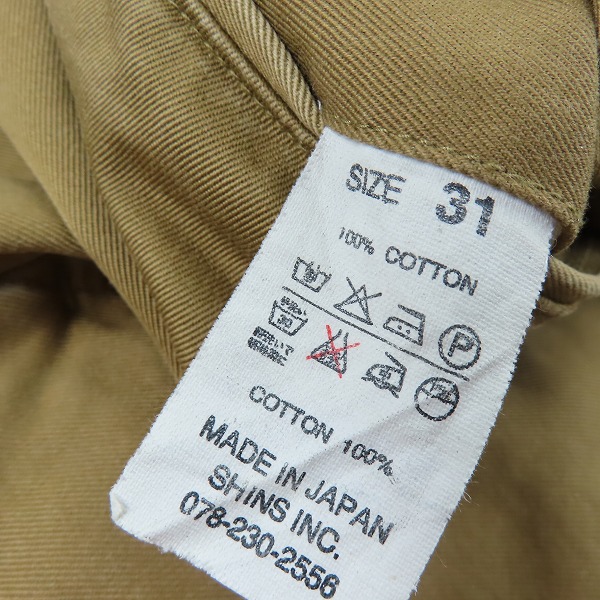 SIZE 31
100% COTTON
P
COTTON 100%
MADE IN JAPAN
SHINS INC.
078-230-2556